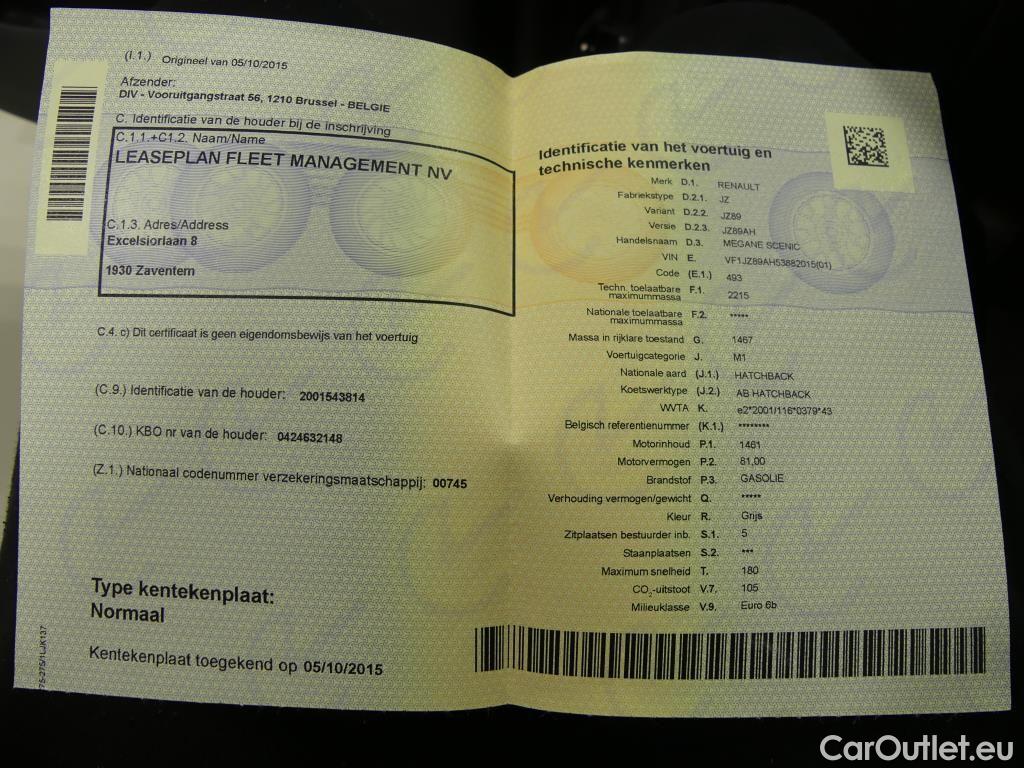 (I.1.) Origineel van 05/10/2015
Afzender:
DIV - Vooruitgangstraat 56, 1210 Brussel - BELGIE
C. Identificatie van de houder bij de inschrijving
C.1.1.+C1.2. Naam/Name
LEASEPLAN FLEET MANAGEMENT NV
C.1.3. Adres/Address
Excelsiorlaan 8
1930 Zaventem
C.4. c) Dit certificaat is geen eigendomsbewijs van het voertuig
(C.9.) Identificatie van de houder: 2001543814
(C.10.) KBO nr van de houder: 0424632148
(Z.1.) Nationaal codenummer verzekeringsmaatschappij: 00745
Type kentekenplaat:
Normaal
Kentekenplaat toegekend op 05/10/2015
Identificatie van het voertuig en
technische kenmerken
Merk D.1. RENAULT
Fabriekstype D.2.1. JZ
Variant D.2.2. JZ89
Versie D.2.3. JZ89AH
Handelsnaam D.3. MEGANE SCENIC
VIN E. VF1JZ89AH53882015(01)
Code (E.1.) 493
Techn. toelaatbare
maximummassa F.1. 2215
Nationale toelaatbare
maximummassa F.2. *****
Massa in rijklare toestand G. 1467
Voertuigcategorie J. M1
Nationale aard (J.1.) HATCHBACK
Koetswerktype (J.2.) AB HATCHBACK
WVTA K. e2*2001/116*0379*43
Belgisch referentienummer (K.1.) ********
Motorinhoud P.1. 1461
Motorvermogen P.2. 81,00
Brandstof P.3. GASOLIE
Verhouding vermogen/gewicht Q. *****
Kleur R. Grijs
Zitplaatsen bestuurder inb. S.1. 5
Staanplaatsen S.2. ***
Maximum snelheid T. 180
CO₂-uitstoot V.7. 105
Milieuklasse V.9. Euro 6b
CarOutlet.eu